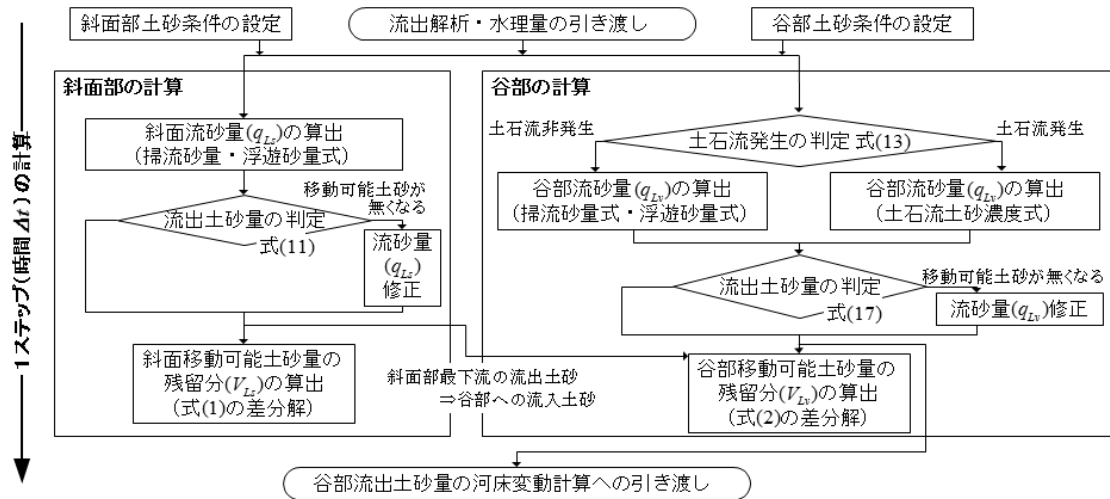 斜面部土砂条件の設定
流出解析・水理量の引き渡し
谷部土砂条件の設定
1ステップ(時間Δt)の計算
斜面部の計算
斜面流砂量(qLs)の算出
(掃流砂量・浮遊砂量式)
移動可能土砂が
無くなる
流出土砂量の判定
式(11)
流砂量
(qLs)
修正
斜面移動可能土砂量の
残留分(VLs)の算出
(式(1)の差分解)
斜面部最下流の流出土砂
⇒谷部への流入土砂
谷部の計算
土石流非発生
土石流発生の判定 式(13)
土石流発生
谷部流砂量(qLv)の算出
(掃流砂量式・浮遊砂量式)
谷部流砂量(qLv)の算出
(土石流土砂濃度式)
移動可能土砂が無くなる
流出土砂量の判定
式(17)
流砂量(qLv)修正
谷部移動可能土砂量の
残留分(VLv)の算出
(式(2)の差分解)
谷部流出土砂量の河床変動計算への引き渡し